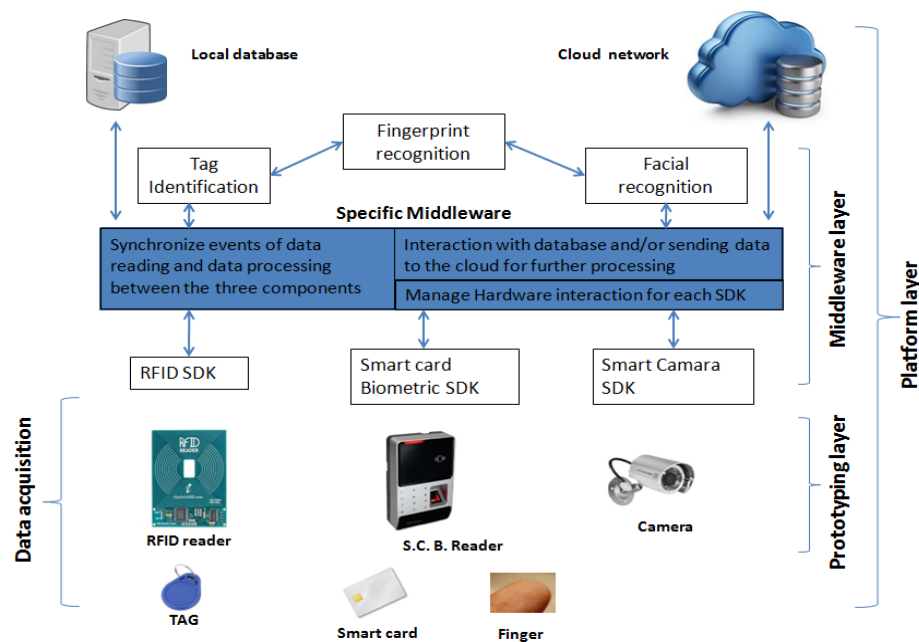 Local database
Cloud network
Fingerprint
recognition
Tag
Identification
Facial
recognition
Specific Middleware
Synchronize events of data
reading and data processing
between the three components
Interaction with database and/or sending data
to the cloud for further processing
Manage Hardware interaction for each SDK
RFID SDK
Smart card
Biometric SDK
Smart Camara
SDK
Middleware layer
Platform layer
Data acquisition
Prototyping layer
RFID
READER
RFID reader
S.C. B. Reader
Camera
TAG
Smart card
Finger